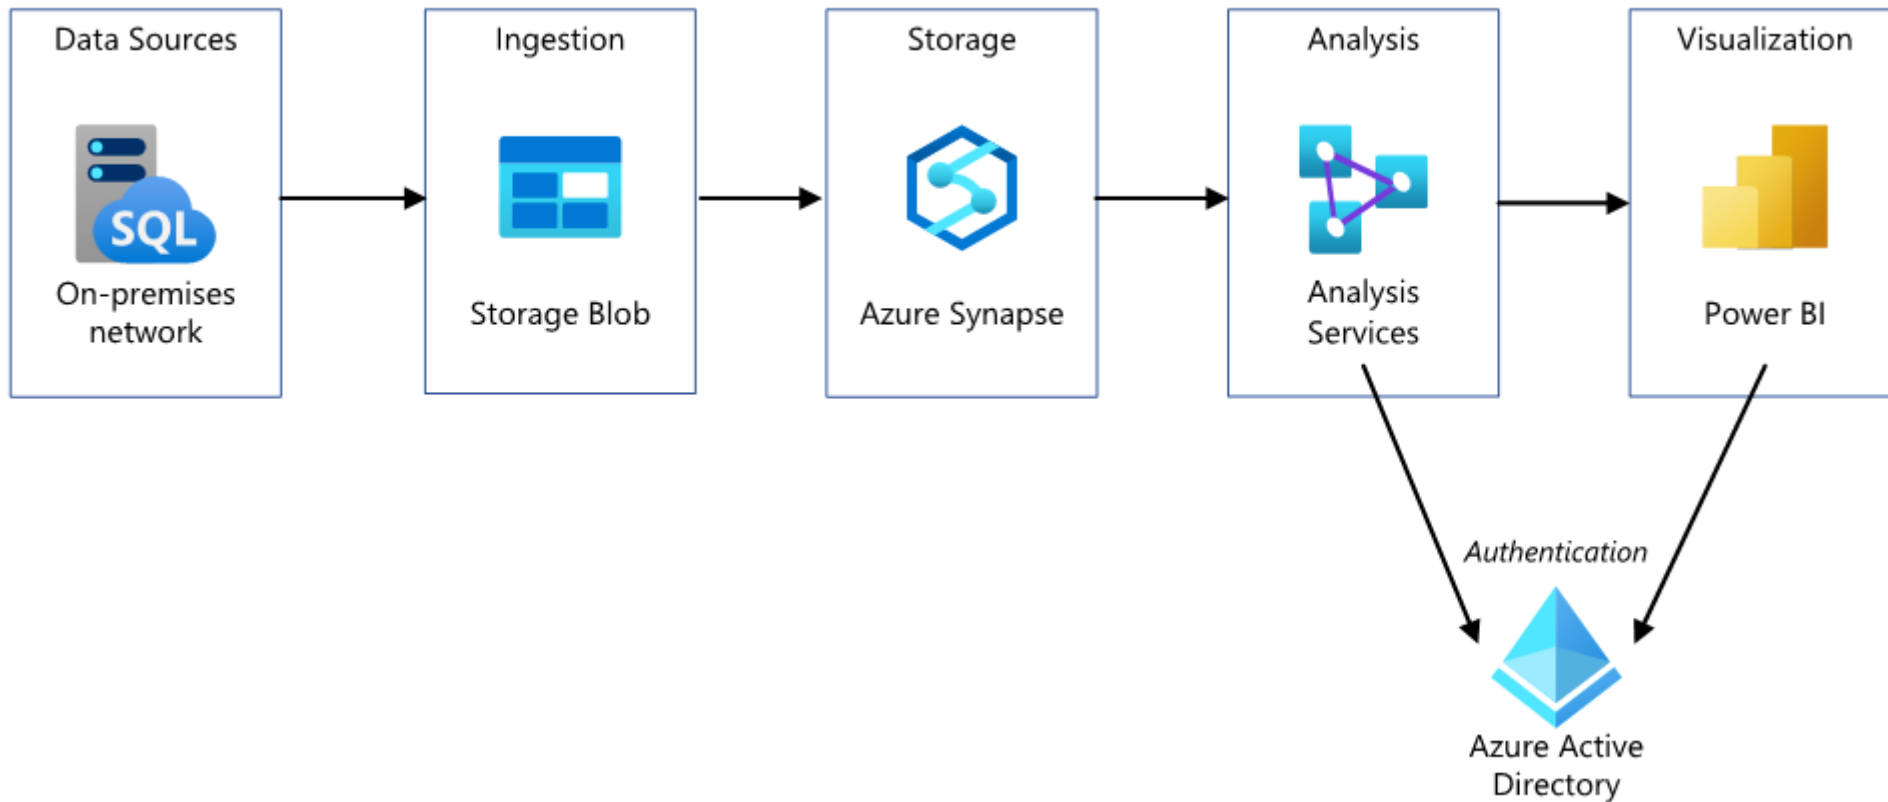 Data Sources
SQL
On-premises
network
Ingestion
Storage Blob
Storage
Azure Synapse
Analysis
Analysis
Services
Visualization
Power BI
Authentication
Azure Active
Directory